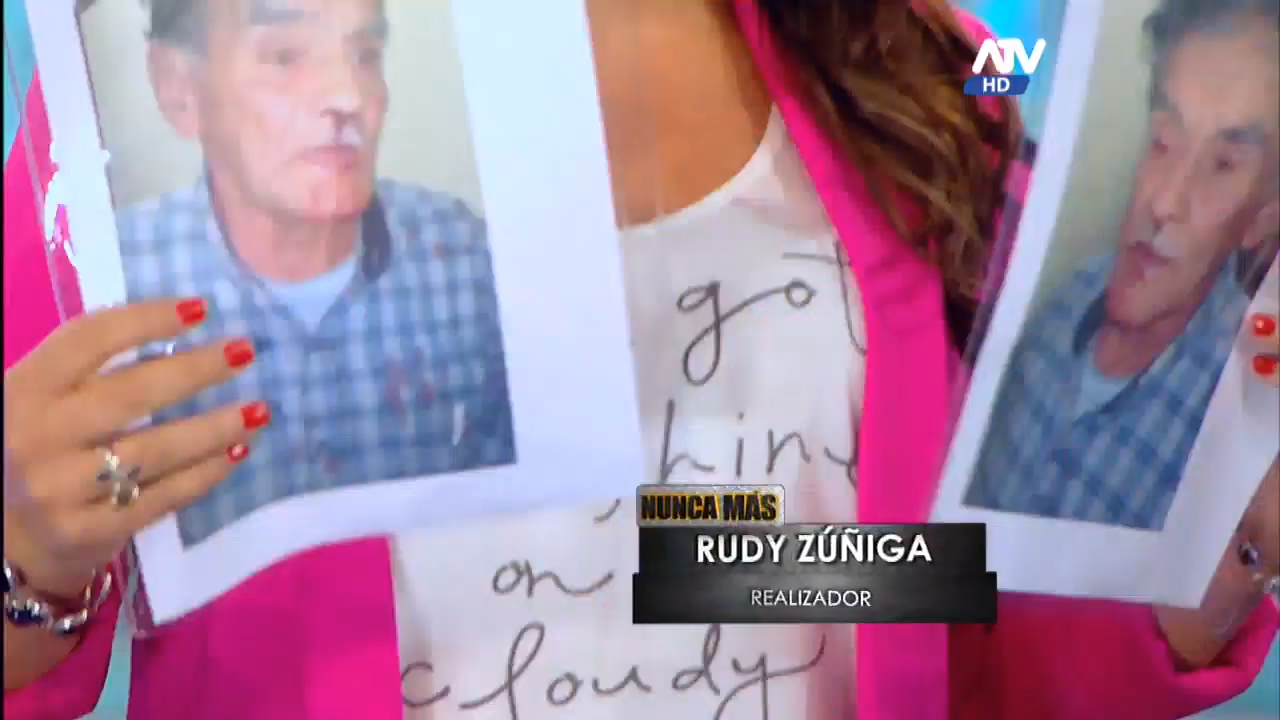 ATV
HD
got
on
cloudy
NUNCA MÁS
RUDY ZÚÑIGA
REALIZADOR